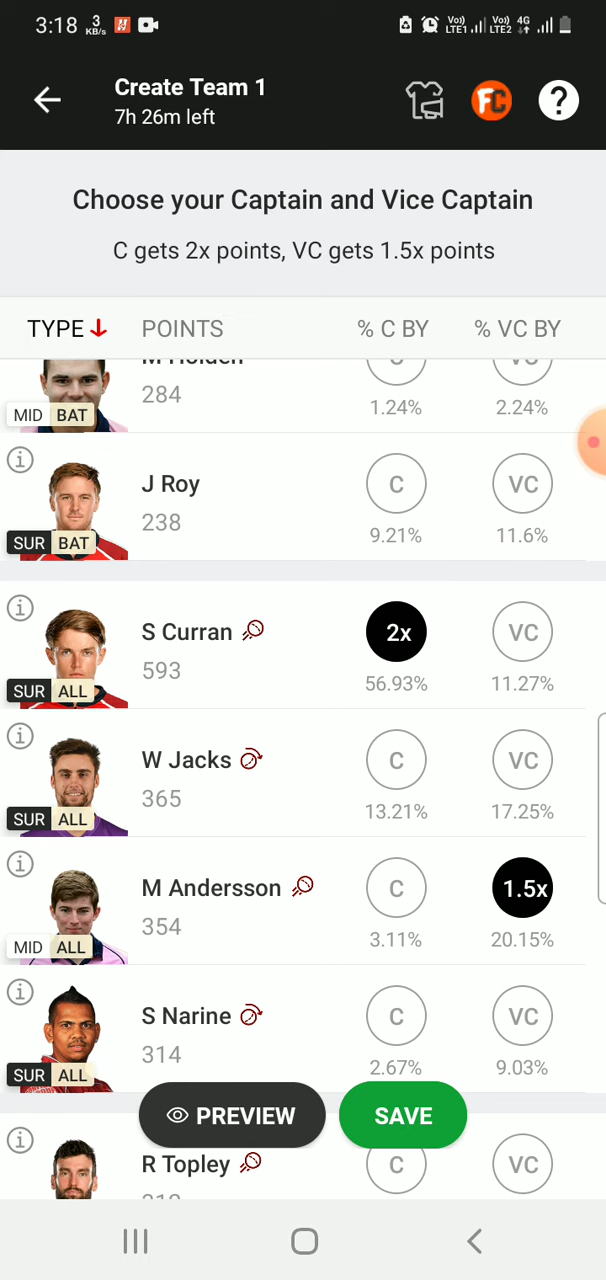 3:18 3 KB/s Vo)) LTE1 Vo)) LTE2 4G
Create Team 1
7h 26m left
FC ?
Choose your Captain and Vice Captain
C gets 2x points, VC gets 1.5x points
TYPE POINTS % C BY % VC BY
M Holden C VC
284
MID BAT 1.24% 2.24%
J Roy C VC
238
SUR BAT 9.21% 11.6%
S Curran 2x VC
593
SUR ALL 56.93% 11.27%
W Jacks C VC
365
SUR ALL 13.21% 17.25%
M Andersson C 1.5x
354
MID ALL 3.11% 20.15%
S Narine C VC
314
SUR ALL 2.67% 9.03%
PREVIEW SAVE
R Topley C VC